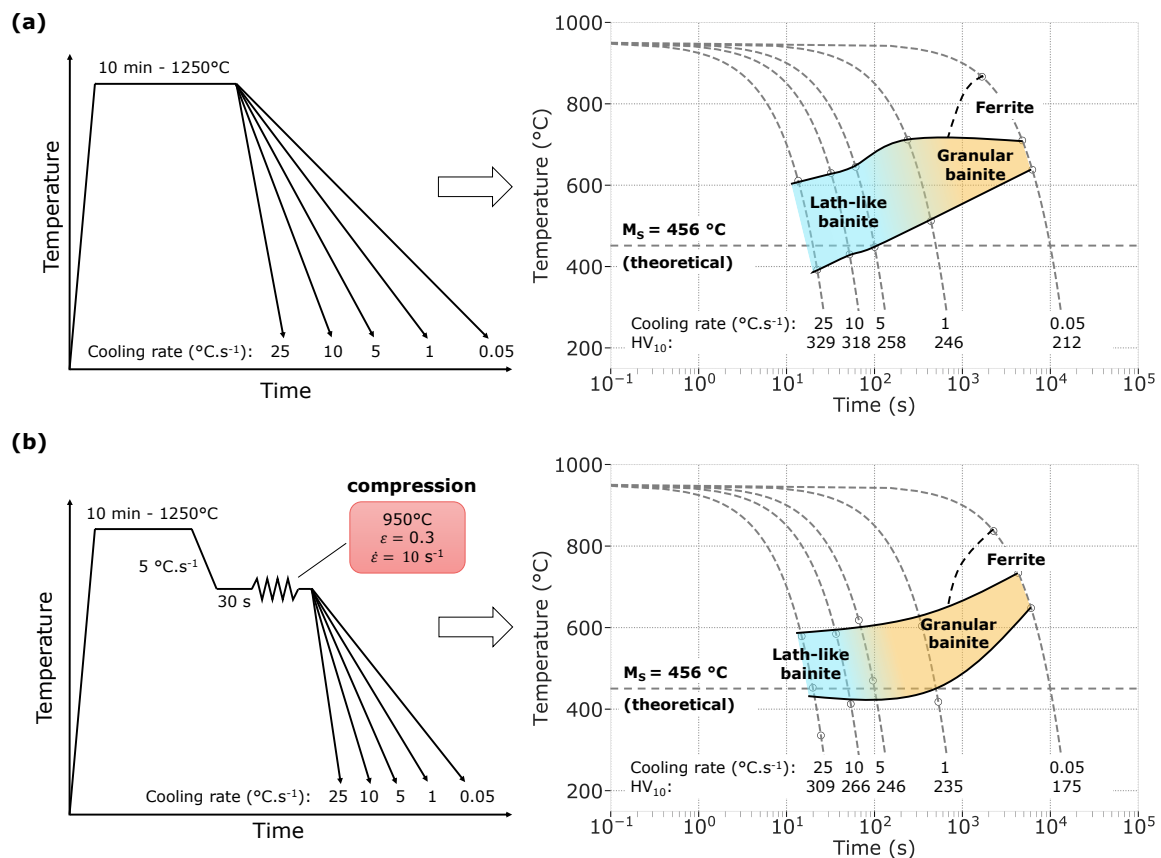 (a)
10 min - 1250°C
Temperature
Cooling rate (°C.s⁻¹): 25 10 5 1 0.05
Time
1000
800
600
400
200
Temperature (°C)
Ferrite
Granular
bainite
Lath-like
bainite
Mₛ = 456 °C
(theoretical)
Cooling rate (°C.s⁻¹): 25 10 5 1 0.05
HV₁₀: 329 318 258 246 212
10⁻¹ 10⁰ 10¹ 10² 10³ 10⁴ 10⁵
Time (s)
(b)
compression
950°C
ε = 0.3
ε̇ = 10 s⁻¹
10 min - 1250°C
5 °C.s⁻¹
30 s
Temperature
Cooling rate (°C.s⁻¹): 25 10 5 1 0.05
Time
1000
800
600
400
200
Temperature (°C)
Ferrite
Granular
bainite
Lath-like
bainite
Mₛ = 456 °C
(theoretical)
Cooling rate (°C.s⁻¹): 25 10 5 1 0.05
HV₁₀: 309 266 246 235 175
10⁻¹ 10⁰ 10¹ 10² 10³ 10⁴ 10⁵
Time (s)